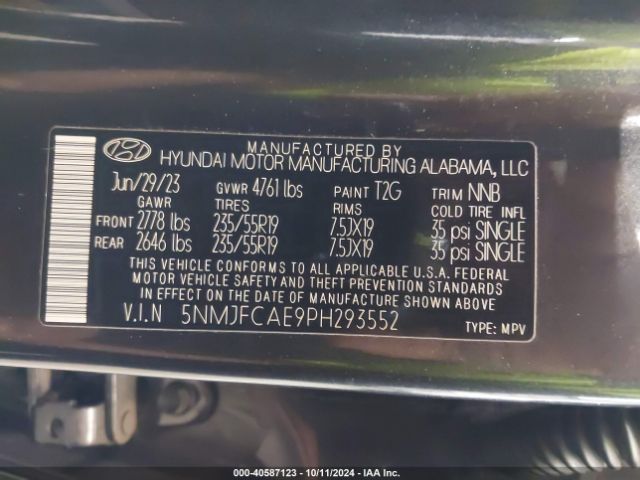 MANUFACTURED BY
HYUNDAI MOTOR MANUFACTURING ALABAMA, LLC
Jun/29/23 GVWR 4761 lbs PAINT T2G TRIM NNB
GAWR TIRES RIMS COLD TIRE INFL
FRONT 2778 lbs 235/55R19 7.5JX19 35 psi SINGLE
REAR 2646 lbs 235/55R19 7.5JX19 35 psi SINGLE
THIS VEHICLE CONFORMS TO ALL APPLICABLE U.S.A. FEDERAL
MOTOR VEHICLE SAFETY AND THEFT PREVENTION STANDARDS
IN EFFECT ON THE DATE OF MANUFACTURE SHOWN ABOVE.
V.I.N 5NMJFCAE9PH293552 TYPE: MPV
000-40587123 - 10/11/2024 - IAA Inc.